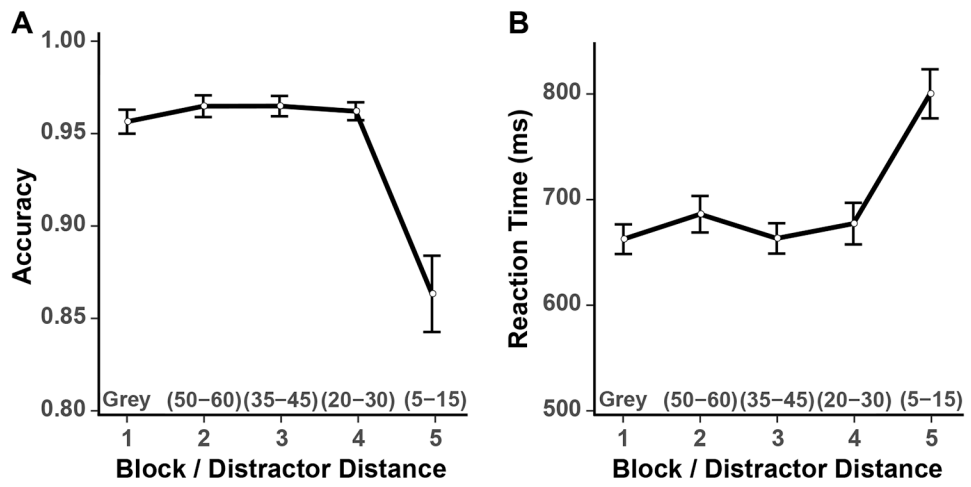 A
Accuracy
1.00
0.95
0.90
0.85
0.80
Grey (50−60) (35−45) (20−30) (5−15)
1 2 3 4 5
Block / Distractor Distance
B
Reaction Time (ms)
800
700
600
500
Grey (50−60) (35−45) (20−30) (5−15)
1 2 3 4 5
Block / Distractor Distance